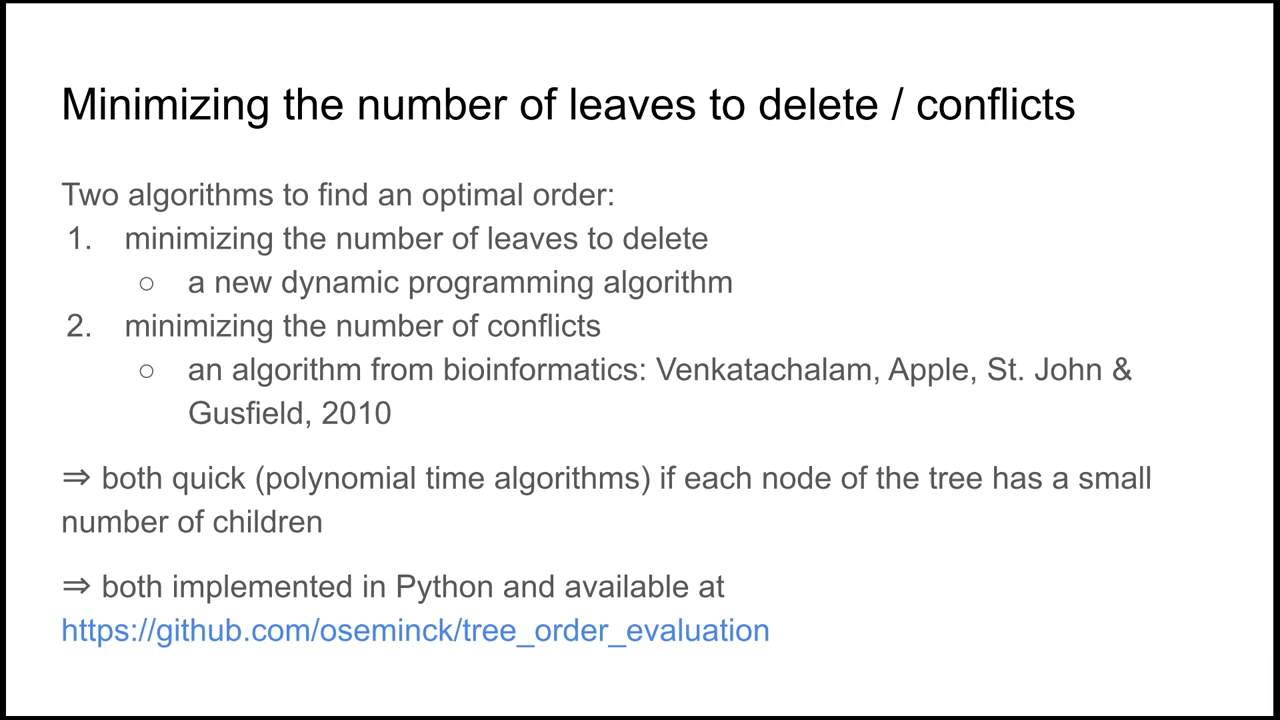 Minimizing the number of leaves to delete / conflicts
Two algorithms to find an optimal order:
1. minimizing the number of leaves to delete
○ a new dynamic programming algorithm
2. minimizing the number of conflicts
○ an algorithm from bioinformatics: Venkatachalam, Apple, St. John &
Gusfield, 2010
⇒ both quick (polynomial time algorithms) if each node of the tree has a small
number of children
⇒ both implemented in Python and available at
https://github.com/oseminck/tree_order_evaluation